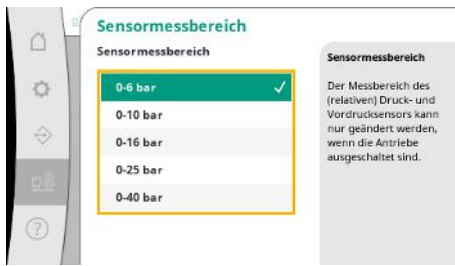 Sensormessbereich
Sensormessbereich
0-6 bar
0-10 bar
0-16 bar
0-25 bar
0-40 bar
Sensormessbereich
Der Messbereich des
(relativen) Druck- und
Vordrucksensors kann
nur geändert werden,
wenn die Antriebe
ausgeschaltet sind.